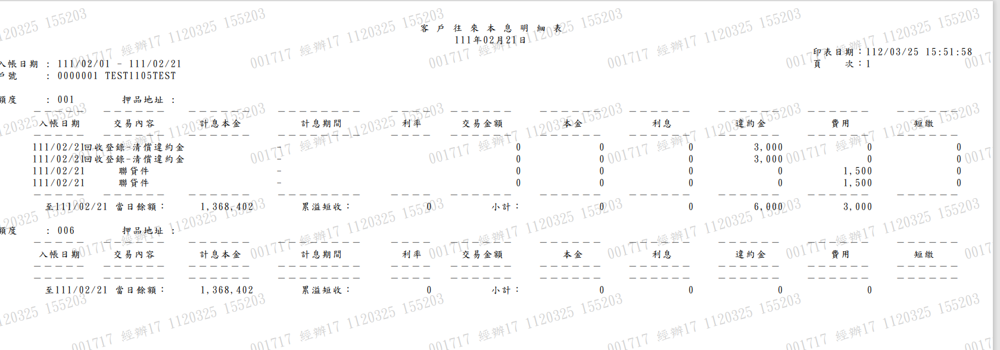 客戶往來本息明細表
111年02月21日
印表日期：112/03/25 15:51:58
入帳日期 : 111/02/01 - 111/02/21
頁 次：1
戶號 : 0000001 TEST1105TEST
額度 : 001 押品地址 :
入帳日期 交易內容 計息本金 計息期間 利率 交易金額 本金 利息 違約金 費用 短繳
111/02/21回收登錄-清償違約金 - 0 0 0 3,000 0 0
111/02/21回收登錄-清償違約金 - 0 0 0 3,000 0 0
111/02/21 聯貸件 - 0 0 0 0 1,500 0
111/02/21 聯貸件 - 0 0 0 0 1,500 0
至111/02/21 當日餘額： 1,368,402 累溢短收： 0 小計： 0 0 6,000 3,000
額度 : 006 押品地址 :
入帳日期 交易內容 計息本金 計息期間 利率 交易金額 本金 利息 違約金 費用 短繳
至111/02/21 當日餘額： 1,368,402 累溢短收： 0 小計： 0 0 0 0
001717 經辦17 1120325 155203